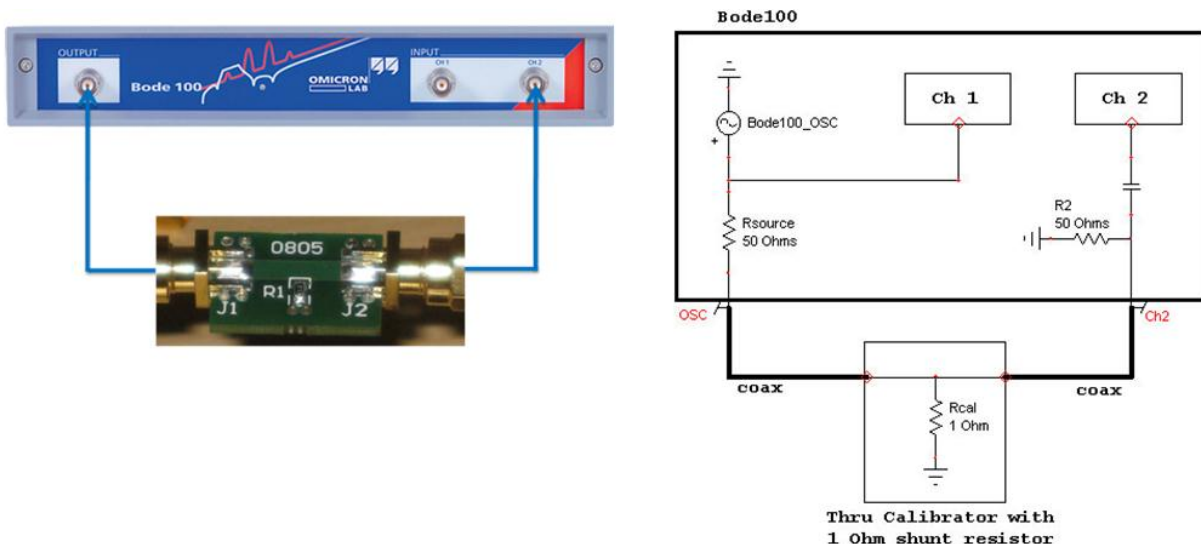 OUTPUT
INPUT
CH 1
CH 2
Bode 100
OMICRON
LAB
0805
R1
J1
J2
Bode100
Ch 1
Ch 2
Bode100_OSC
+
Rsource
50 Ohms
R2
50 Ohms
OSC
Ch2
coax
coax
Rcal
1 Ohm
Thru Calibrator with
1 Ohm shunt resistor